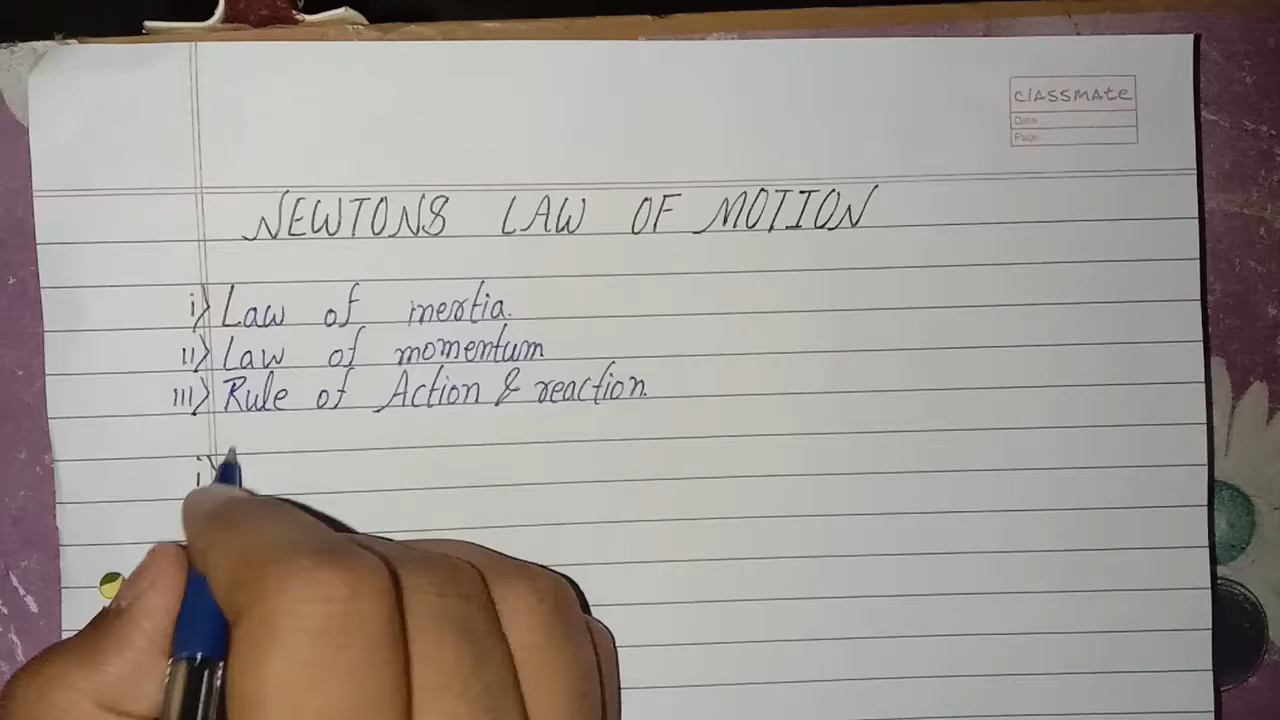 CLASSMATE
Date
Page
NEWTONS LAW OF MOTION
i) Law of inertia.
ii) Law of momentum
iii) Rule of Action & reaction.
i)